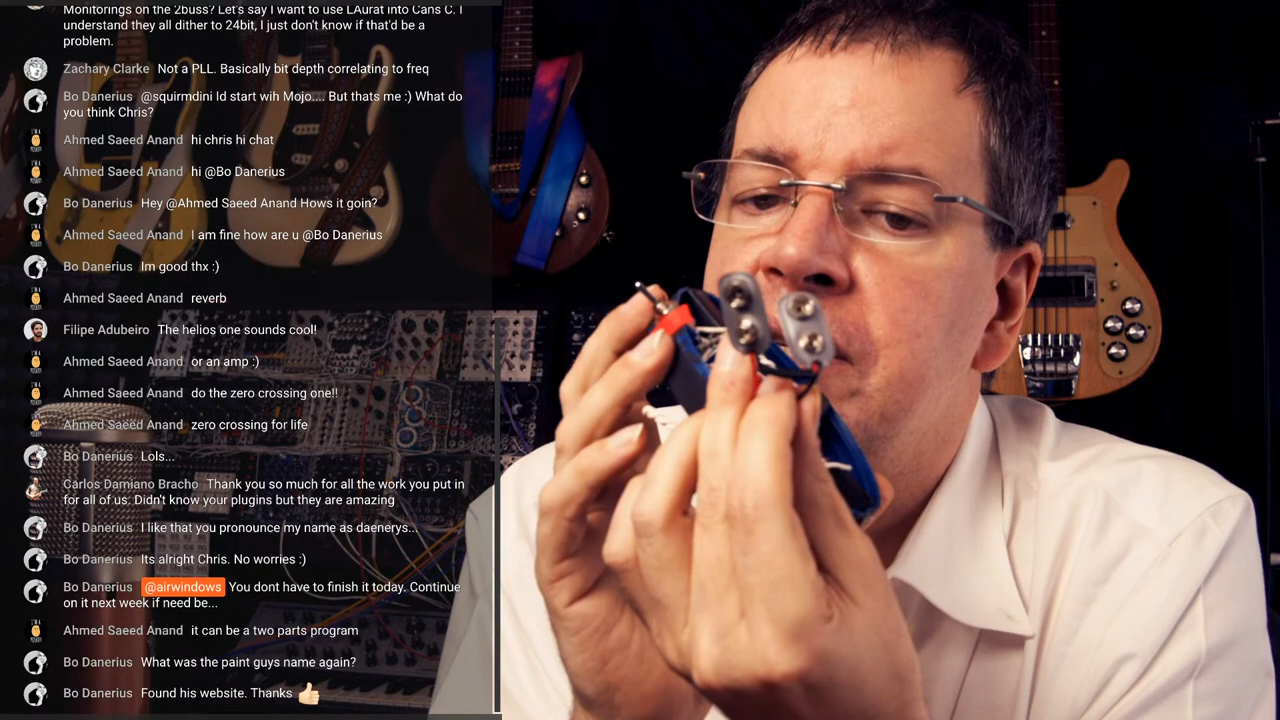 Monitorings on the 2buss? Let's say I want to use LAurat into Cans C. I
understand they all dither to 24bit, I just don't know if that'd be a
problem.
Zachary Clarke Not a PLL. Basically bit depth correlating to freq
Bo Danerius @squirmdini Id start wih Mojo.... But thats me :) What do
you think Chris?
Ahmed Saeed Anand hi chris hi chat
Ahmed Saeed Anand hi @Bo Danerius
Bo Danerius Hey @Ahmed Saeed Anand Hows it goin?
Ahmed Saeed Anand I am fine how are u @Bo Danerius
Bo Danerius Im good thx :)
Ahmed Saeed Anand reverb
Filipe Adubeiro The helios one sounds cool!
Ahmed Saeed Anand or an amp :)
Ahmed Saeed Anand do the zero crossing one!!
Ahmed Saeed Anand zero crossing for life
Bo Danerius Lols...
Carlos Damiano Bracho Thank you so much for all the work you put in
for all of us. Didn't know your plugins but they are amazing
Bo Danerius I like that you pronounce my name as daenerys...
Bo Danerius Its alright Chris. No worries :)
Bo Danerius @airwindows You dont have to finish it today. Continue
on it next week if need be...
Ahmed Saeed Anand it can be a two parts program
Bo Danerius What was the paint guys name again?
Bo Danerius Found his website. Thanks 👍🏻